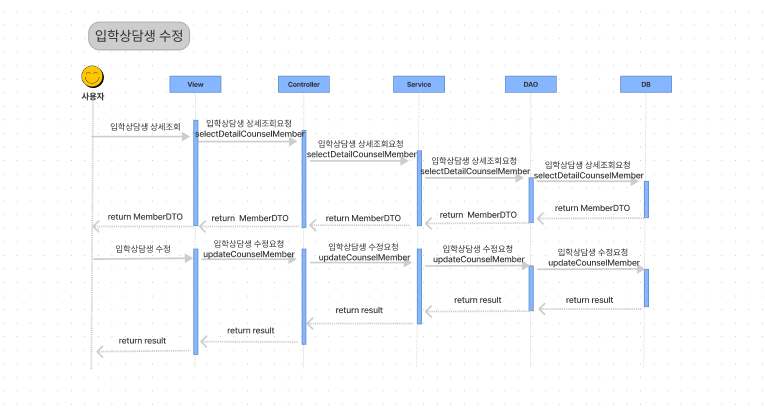 입학상담생 수정
사용자
View
Controller
Service
DAO
DB
입학상담생 상세조회
입학상담생 상세조회요정
selectDetailCounselMember
입학상담생 상세조회요청
selectDetailCounselMember
입학상담생 상세조회요청
selectDetailCounselMember
입학상담생 상세조회요청
selectDetailCounselMember
return MemberDTO
return MemberDTO
return MemberDTO
return MemberDTO
return MemberDTO
입학상담생 수정
입학상담생 수정요청
updateCounselMember
입학상담생 수정요청
updateCounselMember
입학상담생 수정요청
updateCounselMember
입학상담생 수정요청
updateCounselMember
return result
return result
return result
return result
return result